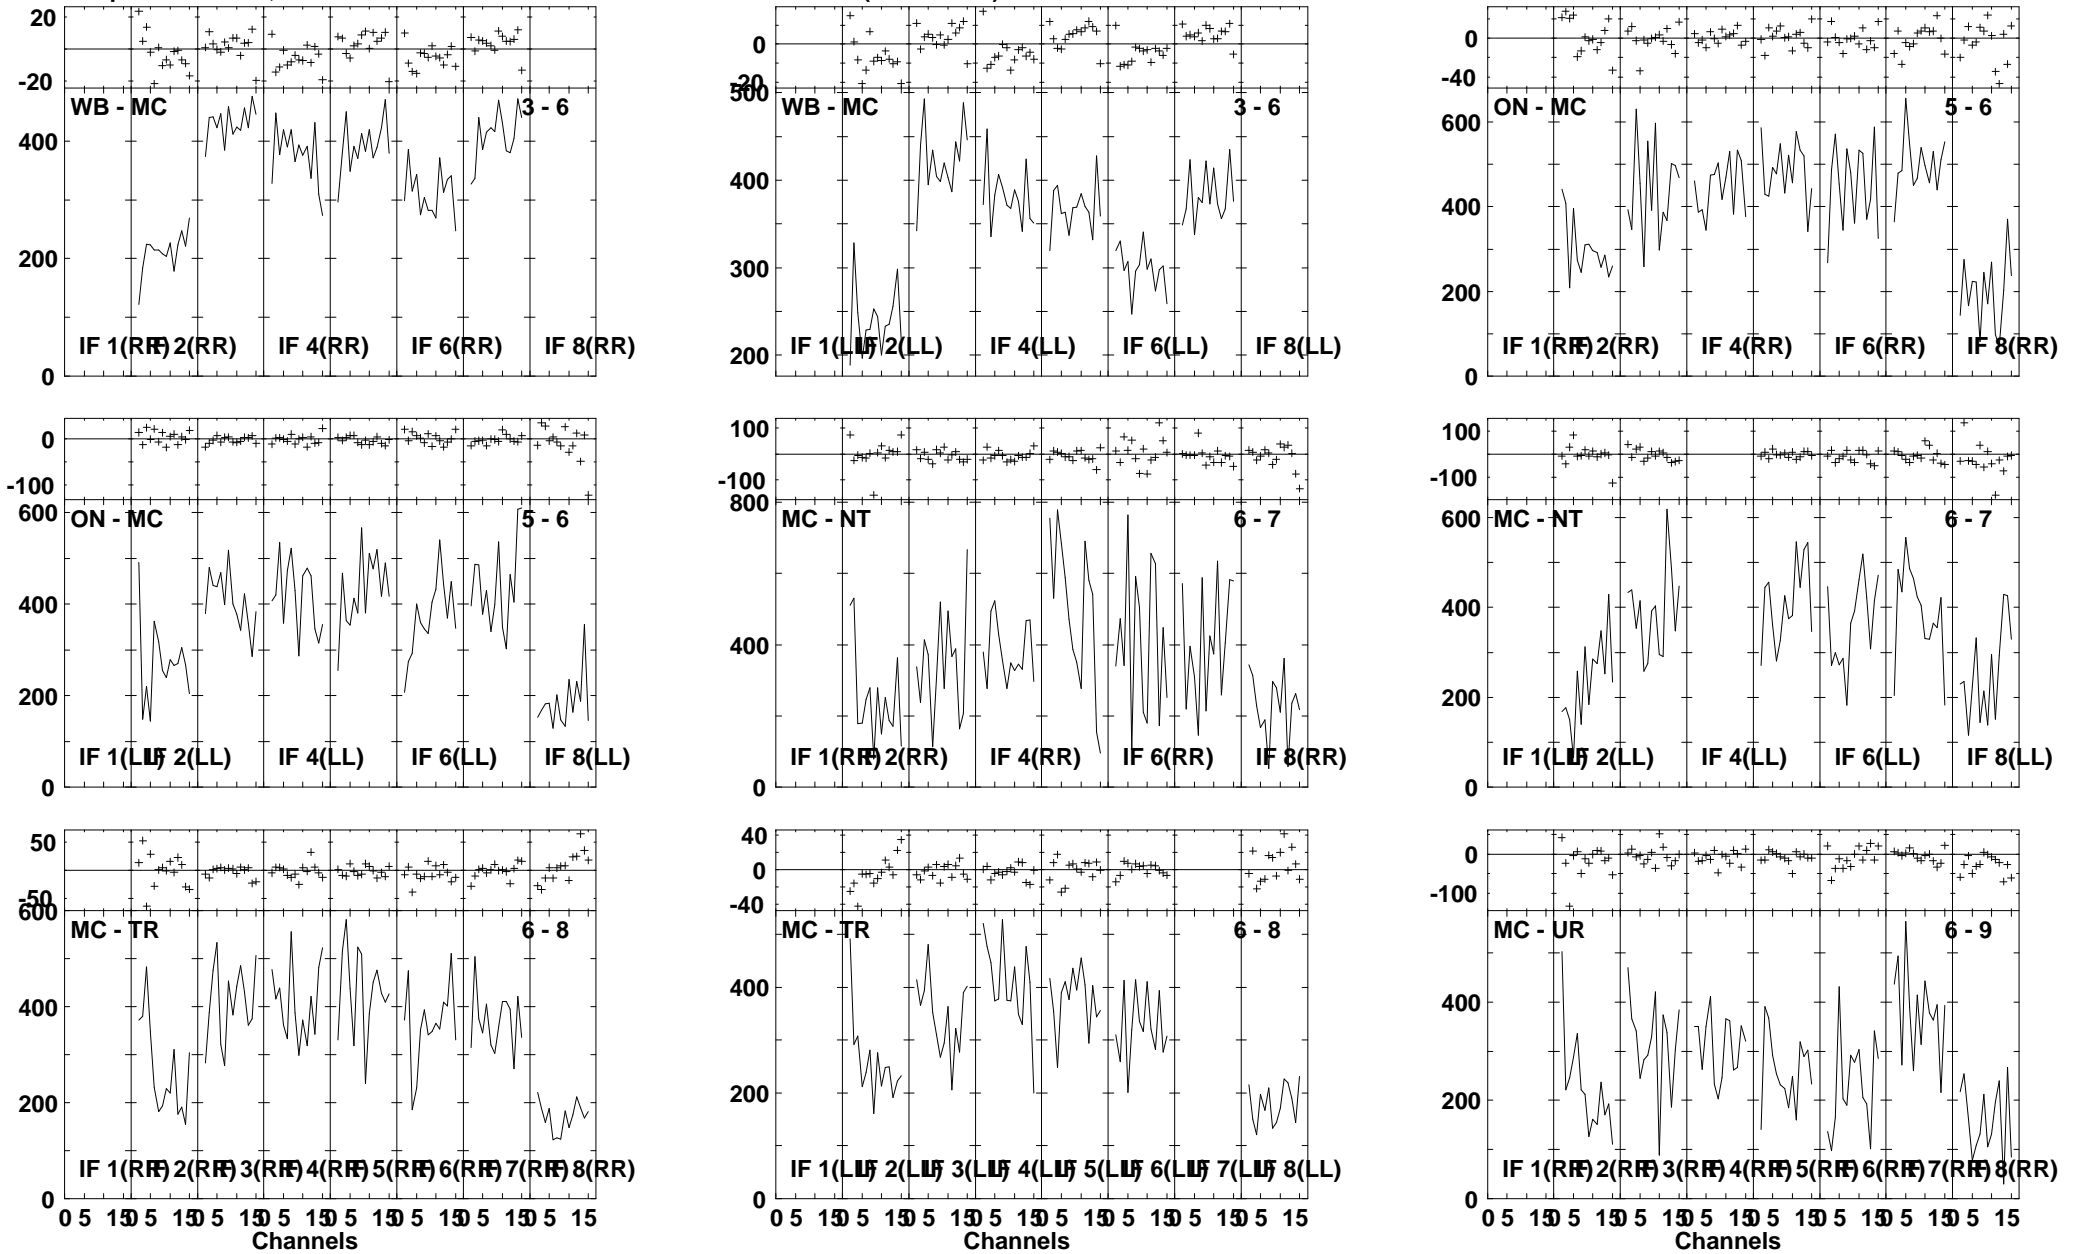 20
0
-20
WB - MC
3 - 6
400
200
0
IF 1(RR) IF 2(RR) IF 4(RR) IF 6(RR) IF 8(RR)
0
-20
500
WB - MC
3 - 6
400
300
200
IF 1(LL) IF 2(LL) IF 4(LL) IF 6(LL) IF 8(LL)
0
-40
ON - MC
5 - 6
600
400
200
0
IF 1(RR) IF 2(RR) IF 4(RR) IF 6(RR) IF 8(RR)
0
-100
600
ON - MC
5 - 6
400
200
0
IF 1(LL) IF 2(LL) IF 4(LL) IF 6(LL) IF 8(LL)
100
0
-100
800
MC - NT
6 - 7
400
0
IF 1(RR) IF 2(RR) IF 4(RR) IF 6(RR) IF 8(RR)
100
0
-100
600
MC - NT
6 - 7
400
200
0
IF 1(LL) IF 2(LL) IF 4(LL) IF 6(LL) IF 8(LL)
50
0
-50
600
MC - TR
6 - 8
400
200
0
IF 1(RR) IF 2(RR) IF 3(RR) IF 4(RR) IF 5(RR) IF 6(RR) IF 7(RR) IF 8(RR)
0 5 15 0 5 15 0 5 15 0 5 15 0 5 15 0 5 15 0 5 15 0 5 15
Channels
40
0
-40
MC - TR
6 - 8
400
200
0
IF 1(LL) IF 2(LL) IF 3(LL) IF 4(LL) IF 5(LL) IF 6(LL) IF 7(LL) IF 8(LL)
0 5 15 0 5 15 0 5 15 0 5 15 0 5 15 0 5 15 0 5 15 0 5 15
Channels
0
-100
MC - UR
6 - 9
400
200
0
IF 1(RR) IF 2(RR) IF 3(RR) IF 4(RR) IF 5(RR) IF 6(RR) IF 7(RR) IF 8(RR)
0 5 15 0 5 15 0 5 15 0 5 15 0 5 15 0 5 15 0 5 15 0 5 15
Channels